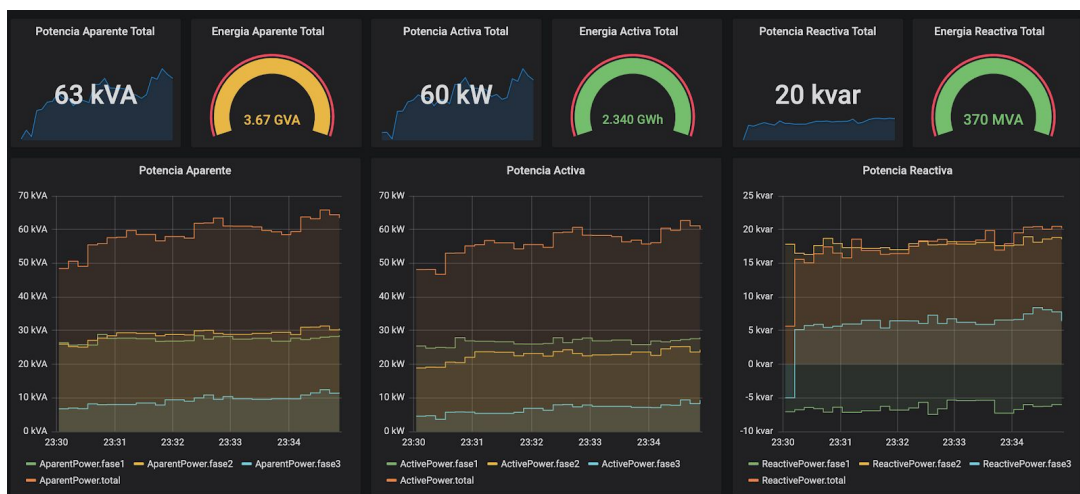 Potencia Aparente Total
63 kVA
Energia Aparente Total
3.67 GVA
Potencia Activa Total
60 kW
Energia Activa Total
2.340 GWh
Potencia Reactiva Total
20 kvar
Energia Reactiva Total
370 MVA
Potencia Aparente
70 kVA
60 kVA
50 kVA
40 kVA
30 kVA
20 kVA
10 kVA
0 kVA
23:30 23:31 23:32 23:33 23:34
AparentPower.fase1 AparentPower.fase2 AparentPower.fase3
AparentPower.total
Potencia Activa
70 kW
60 kW
50 kW
40 kW
30 kW
20 kW
10 kW
0 kW
23:30 23:31 23:32 23:33 23:34
ActivePower.fase1 ActivePower.fase2 ActivePower.fase3
ActivePower.total
Potencia Reactiva
25 kvar
20 kvar
15 kvar
10 kvar
5 kvar
0 kvar
-5 kvar
-10 kvar
23:30 23:31 23:32 23:33 23:34
ReactivePower.fase1 ReactivePower.fase2 ReactivePower.fase3
ReactivePower.total